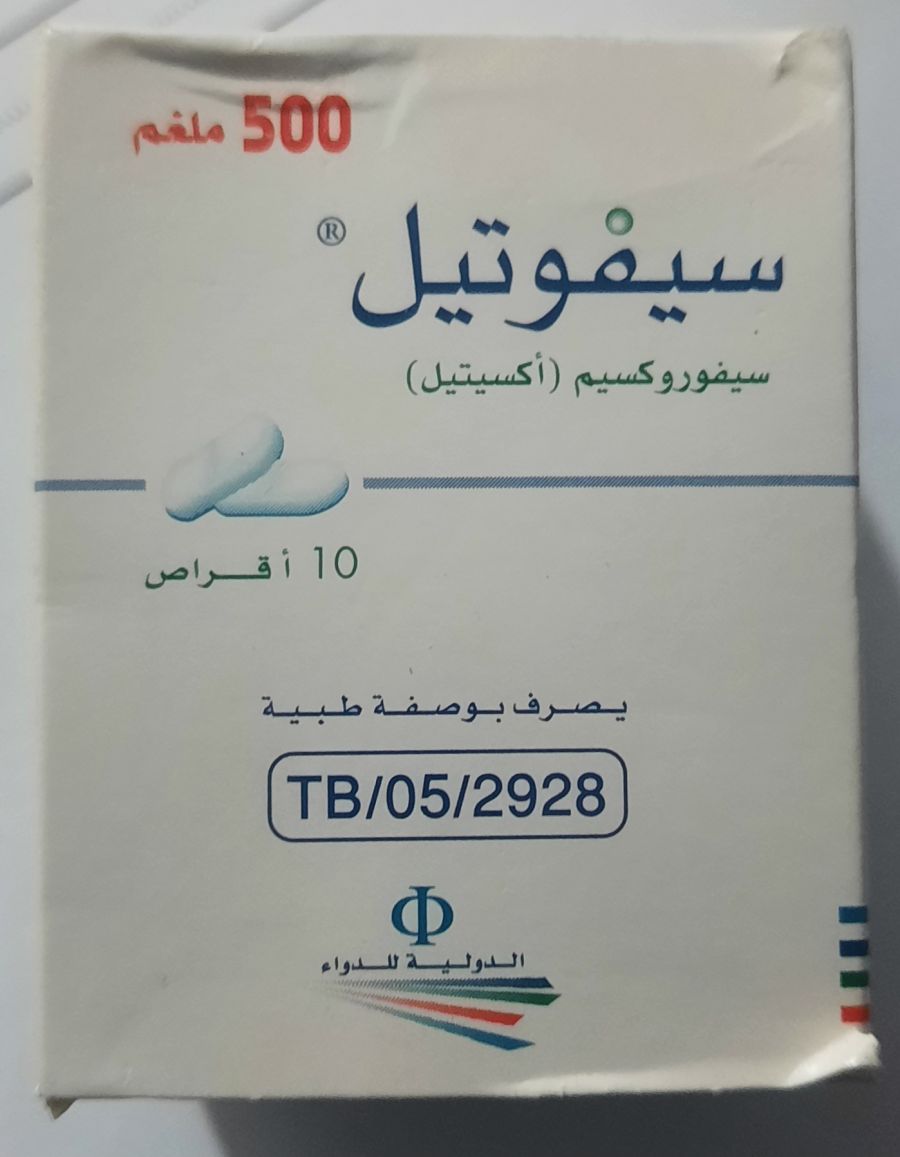 500 ملغم
سيفوتيل ®
سيفوروكسيم (أكسيتيل)
10 أقراص
يصرف بوصفة طبية
TB/05/2928
الدولية للدواء